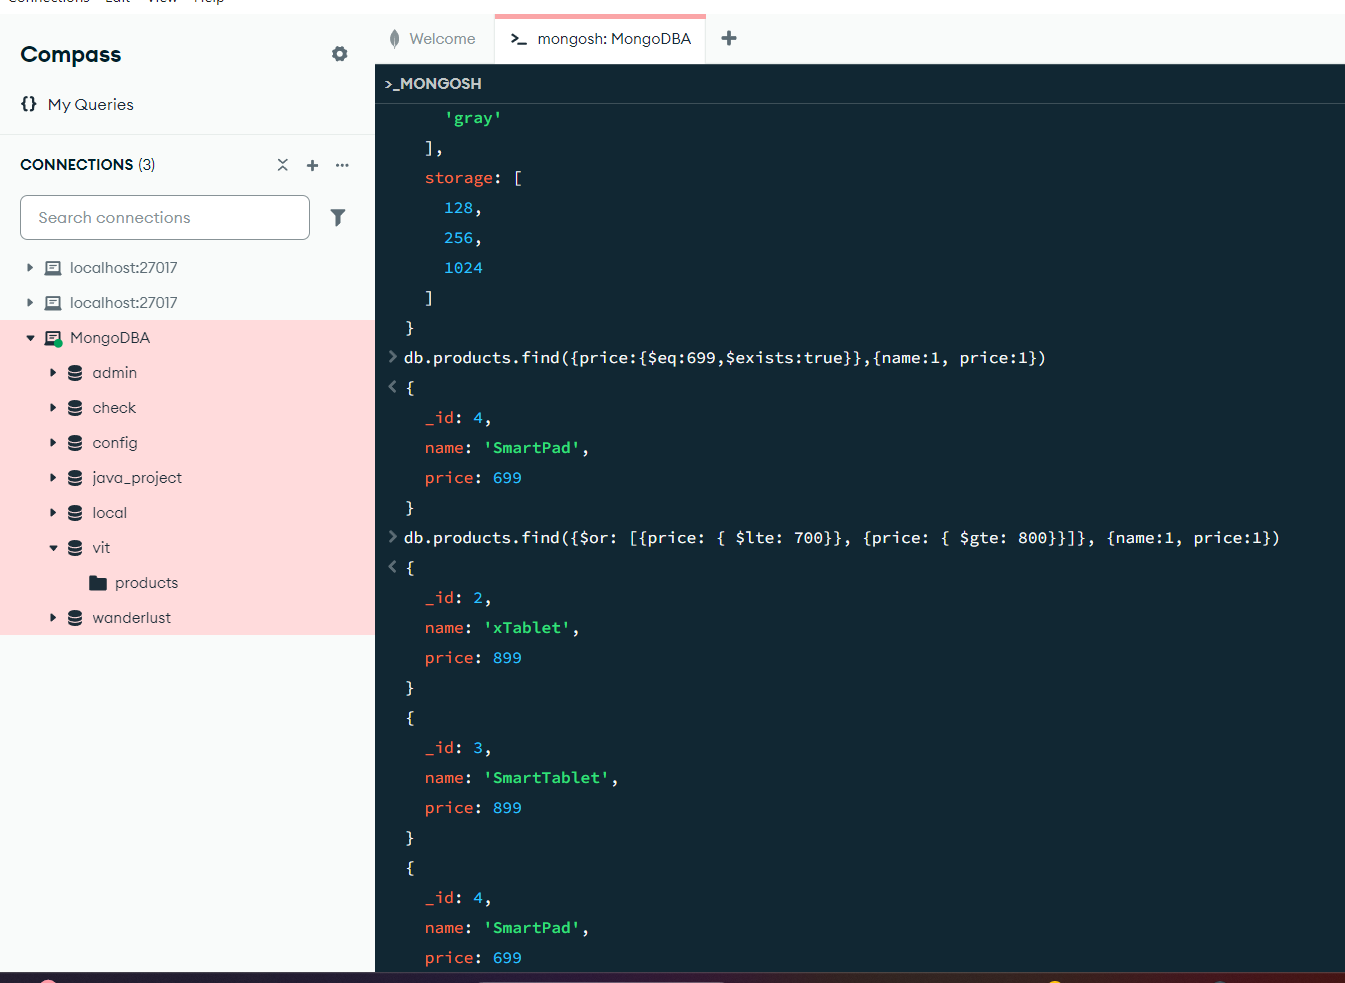 Connections Edit View Help
Compass
My Queries
CONNECTIONS (3)
Search connections
localhost:27017
localhost:27017
MongoDBA
admin
check
config
java_project
local
vit
products
wanderlust
Welcome
>_ mongosh: MongoDBA +
>_MONGOSH
'gray'
],
storage: [
128,
256,
1024
]
}
> db.products.find({price:{$eq:699,$exists:true}},{name:1, price:1})
< {
_id: 4,
name: 'SmartPad',
price: 699
}
> db.products.find({$or: [{price: { $lte: 700}}, {price: { $gte: 800}}]}, {name:1, price:1})
< {
_id: 2,
name: 'xTablet',
price: 899
}
{
_id: 3,
name: 'SmartTablet',
price: 899
}
{
_id: 4,
name: 'SmartPad',
price: 699